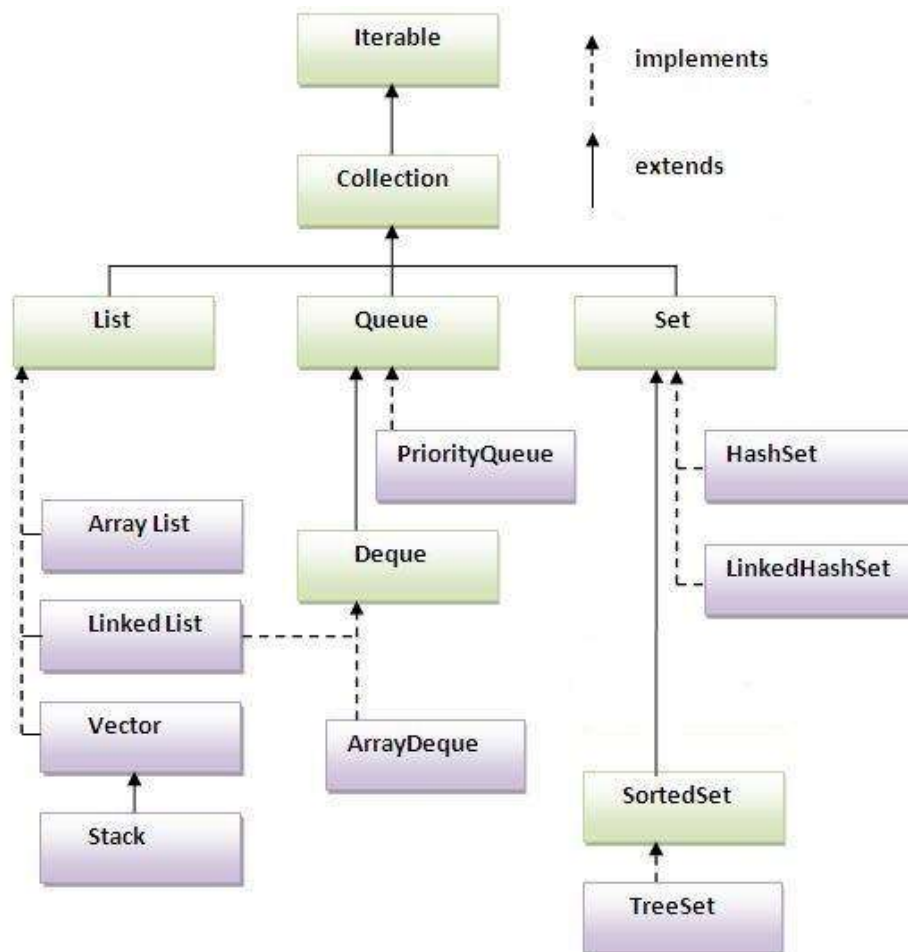 Iterable
implements
Collection
extends
List
Queue
Set
PriorityQueue
HashSet
Array List
Deque
LinkedHashSet
Linked List
Vector
ArrayDeque
SortedSet
Stack
TreeSet